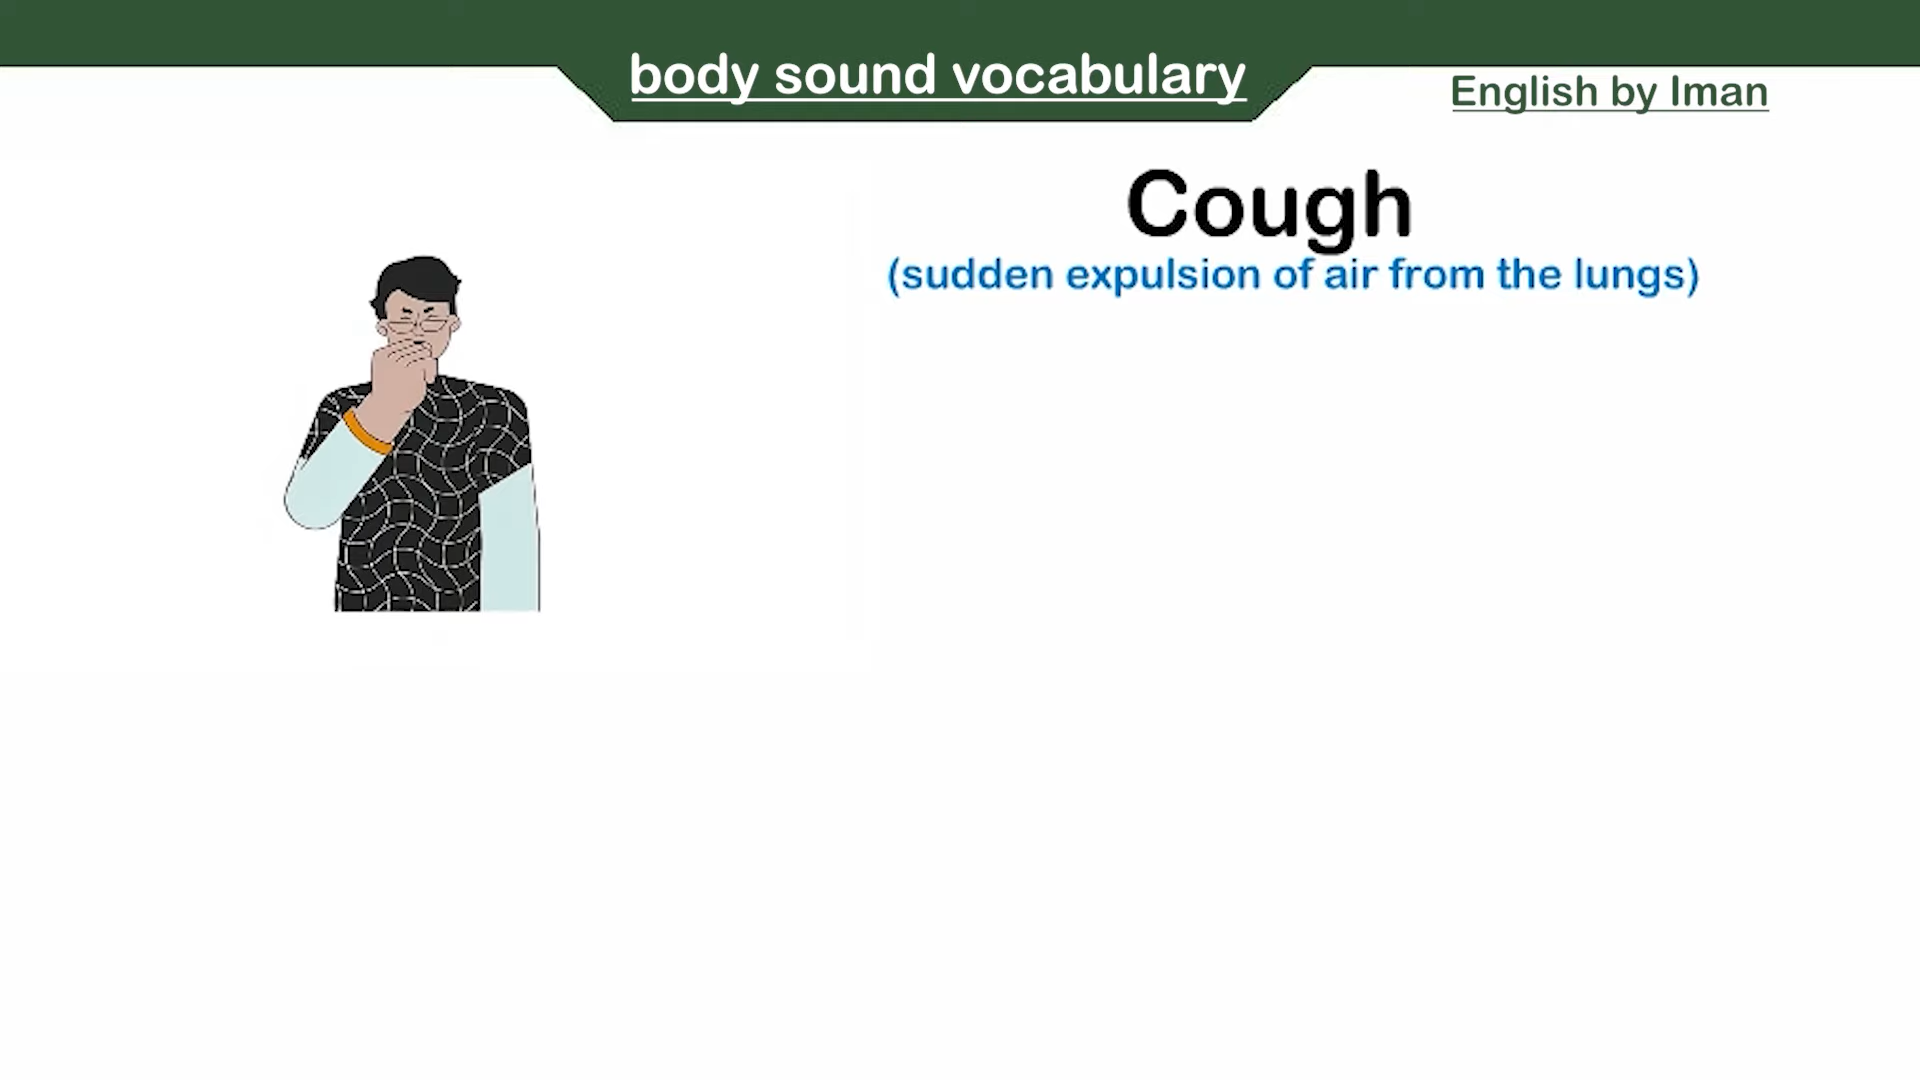 body sound vocabulary
English by Iman
Cough
(sudden expulsion of air from the lungs)